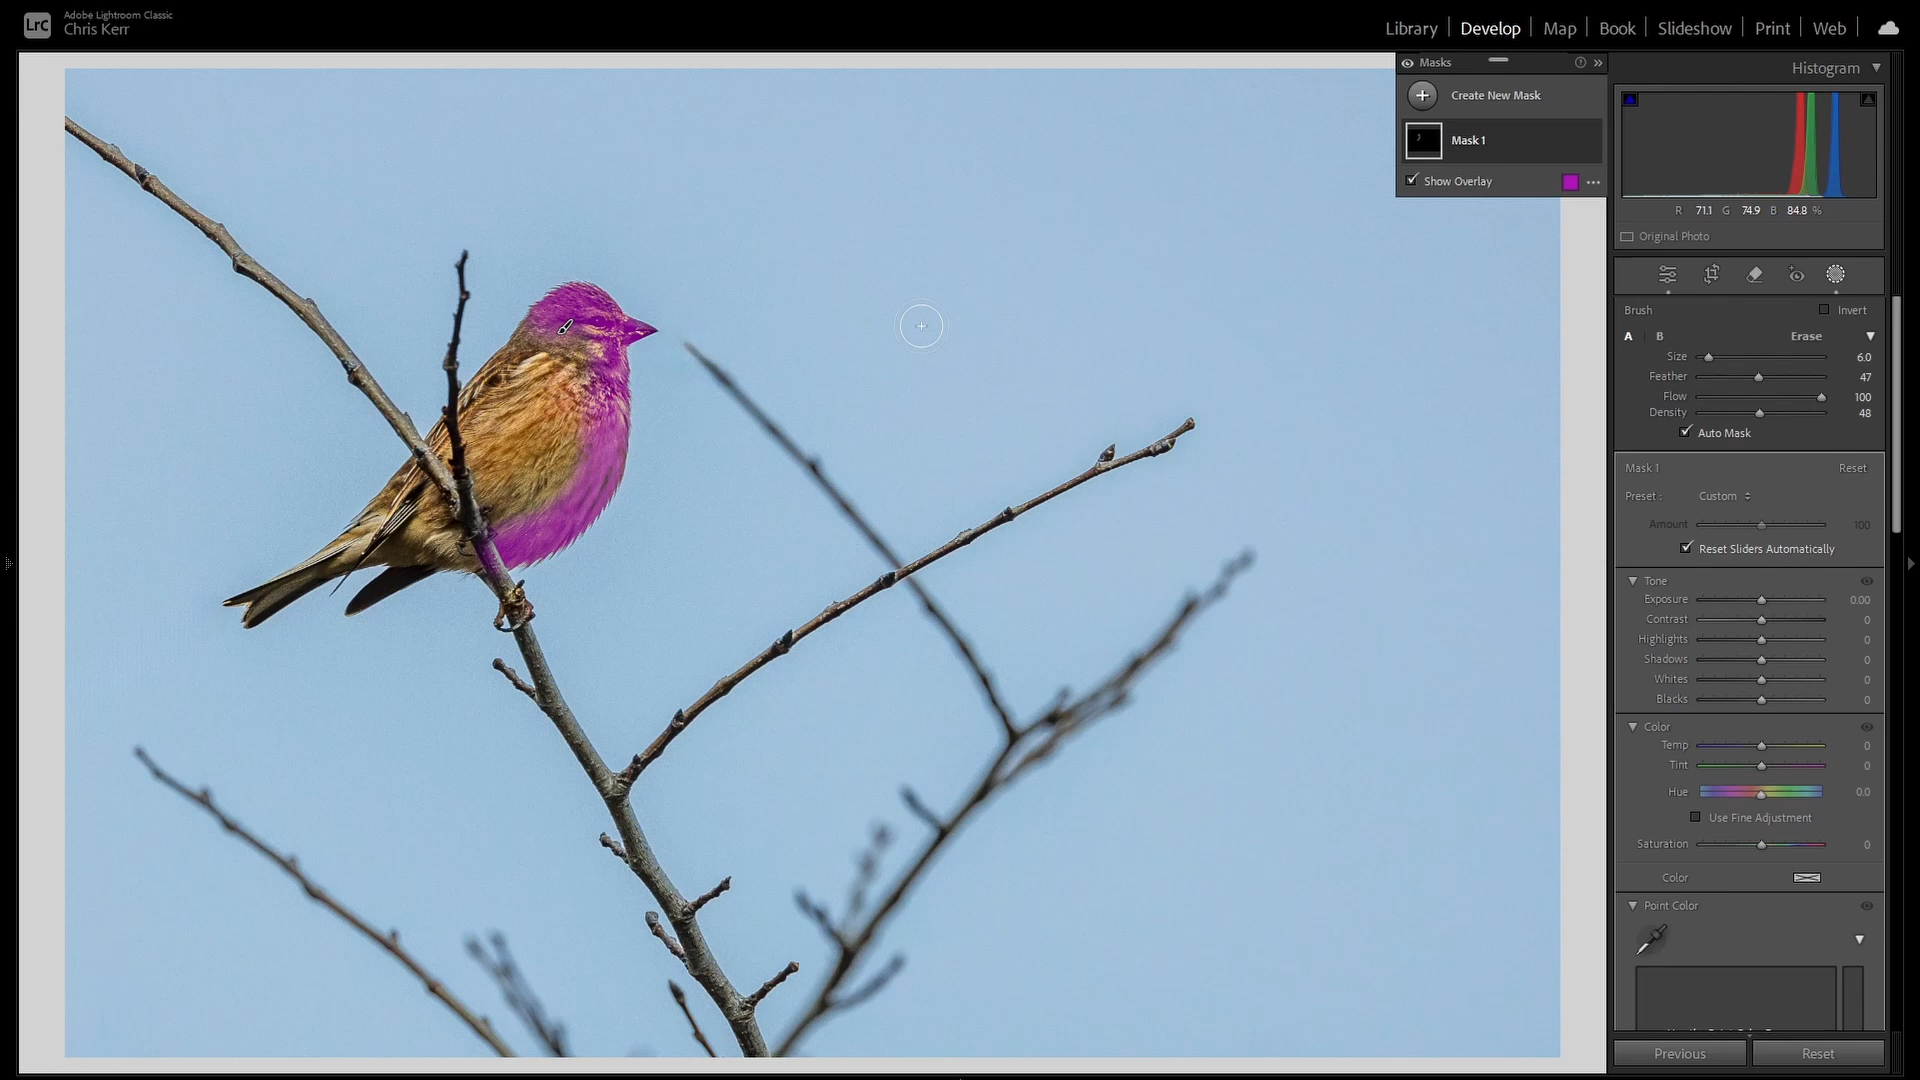 LrC
Adobe Lightroom Classic
Chris Kerr
Library Develop Map Book Slideshow Print Web
Masks
Create New Mask
Mask 1
Show Overlay
Histogram
R 71.1 G 74.9 B 84.8 %
Original Photo
Brush Invert
A B Erase
Size 6.0
Feather 47
Flow 100
Density 48
Auto Mask
Mask 1 Reset
Preset : Custom
Amount 100
Reset Sliders Automatically
Tone
Exposure 0.00
Contrast 0
Highlights 0
Shadows 0
Whites 0
Blacks 0
Color
Temp 0
Tint 0
Hue 0.0
Use Fine Adjustment
Saturation 0
Color
Point Color
Previous Reset